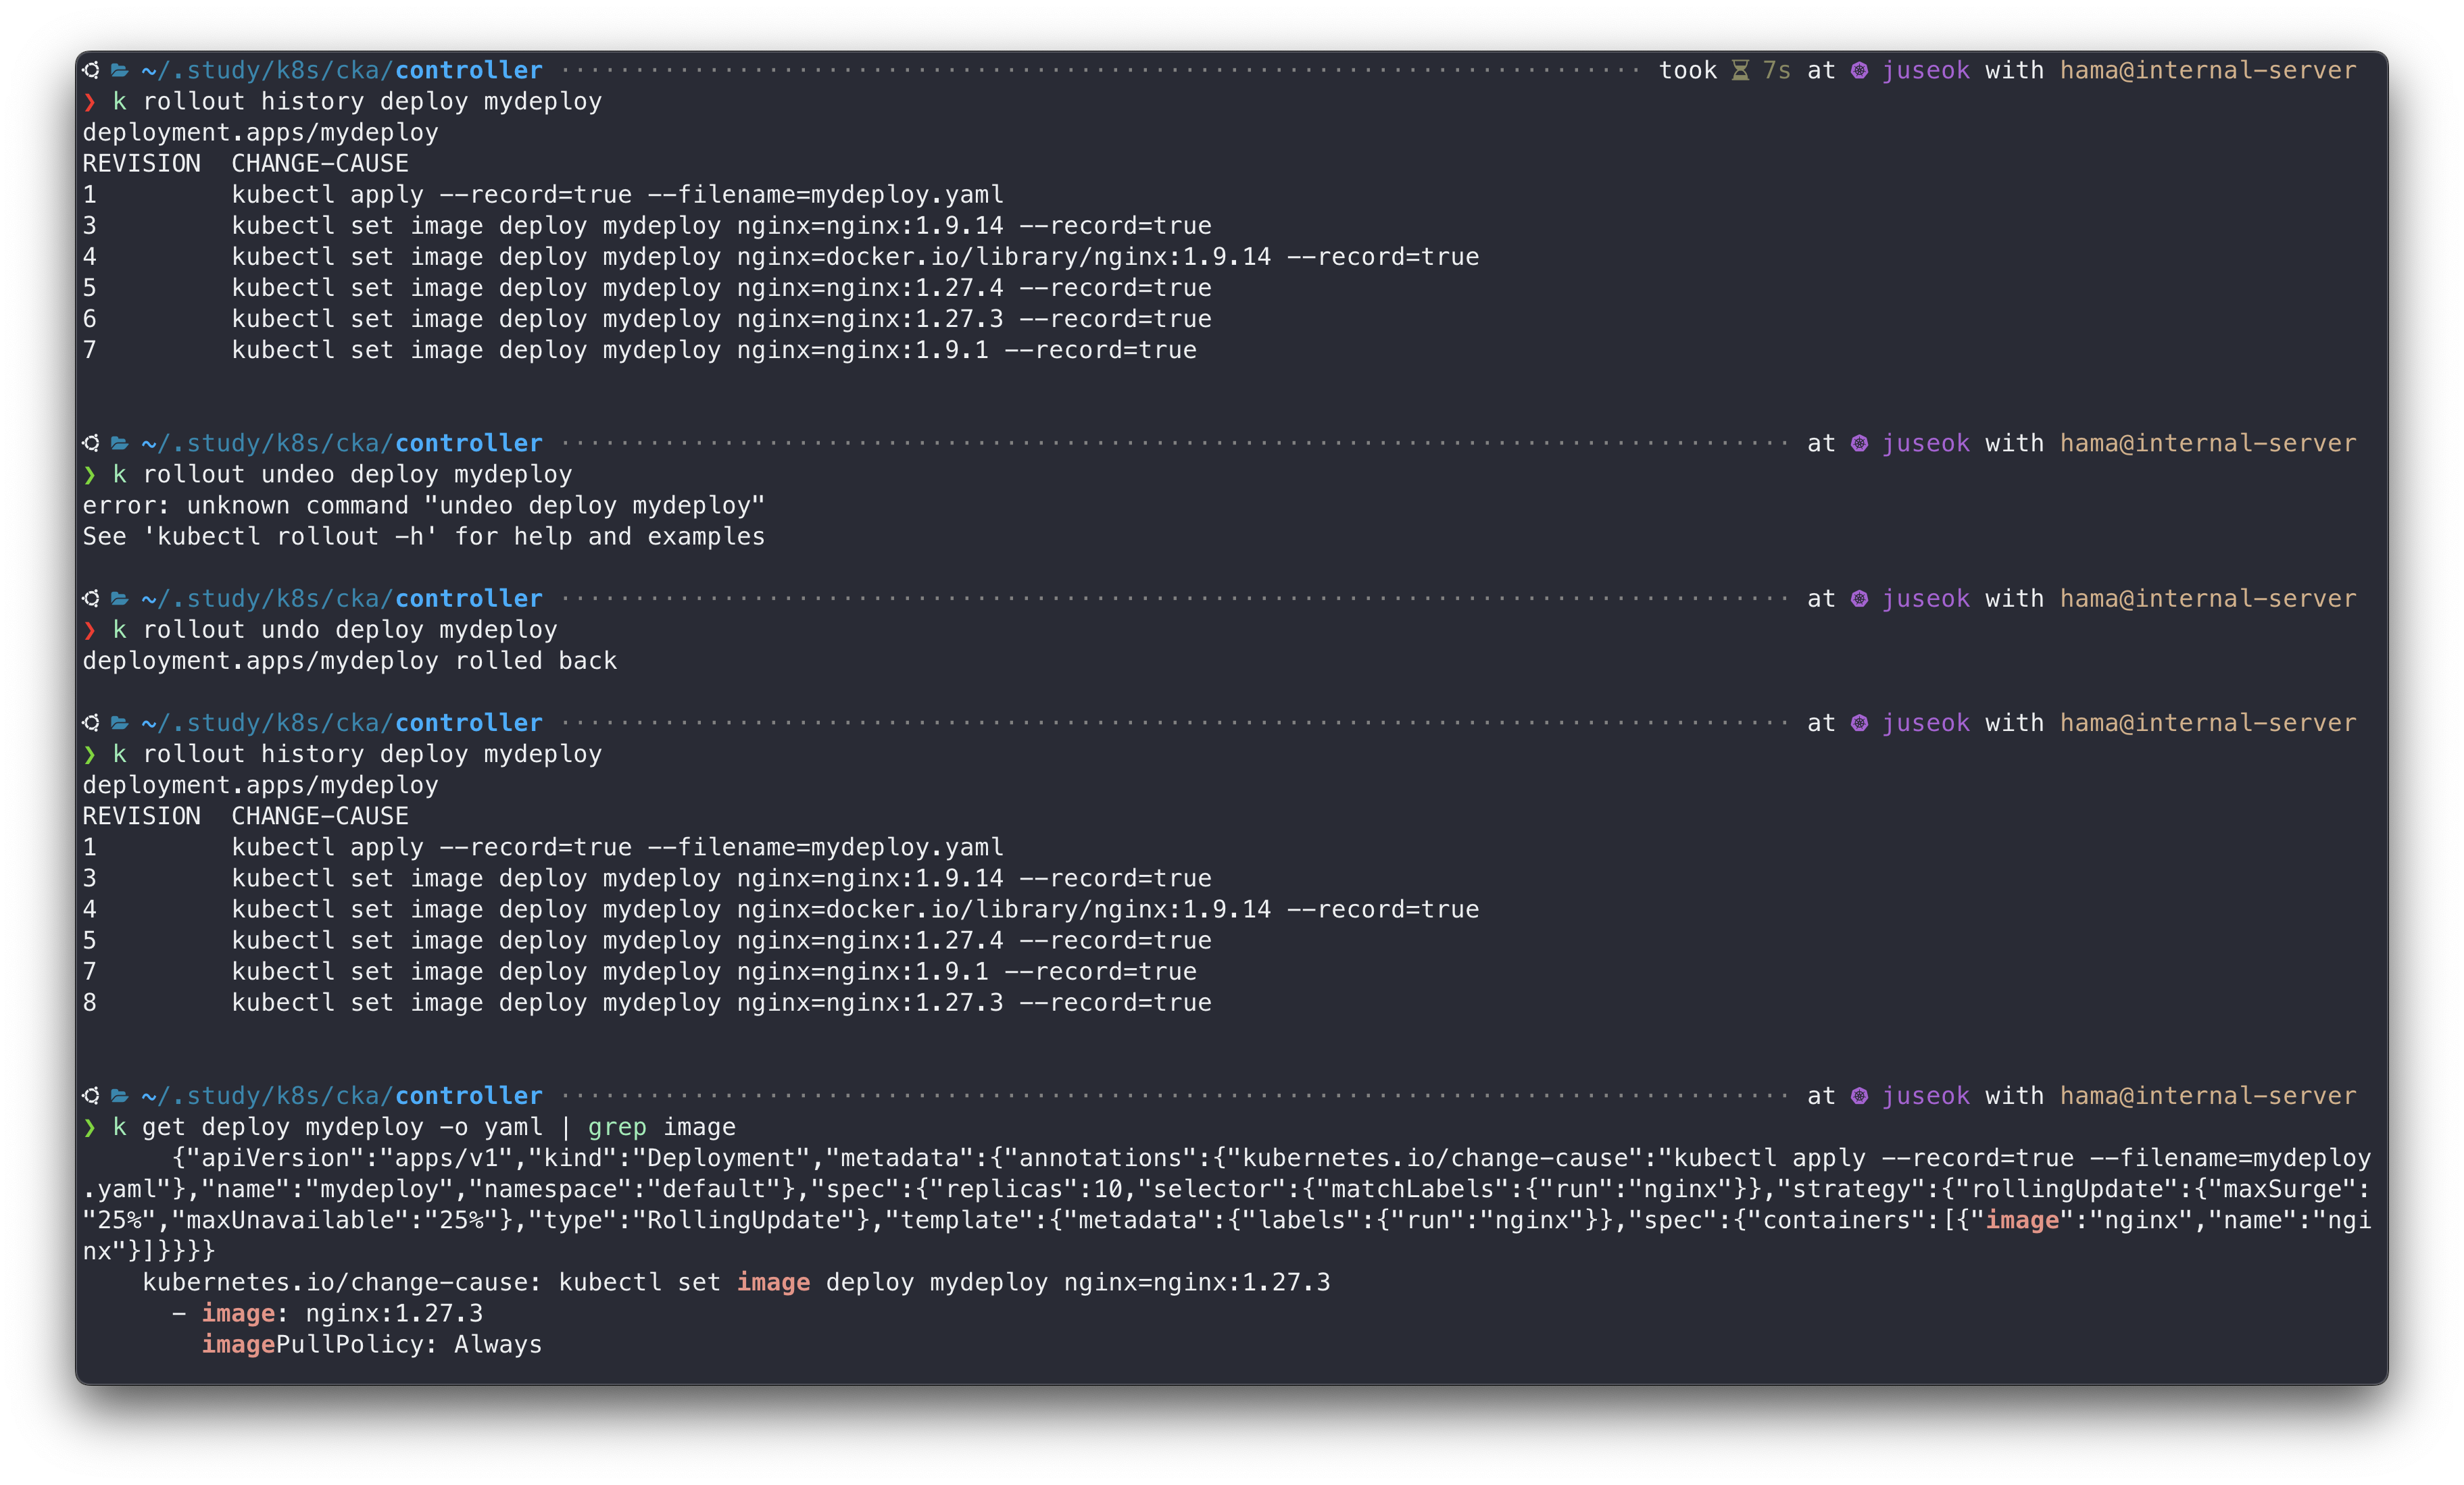 ~/.study/k8s/cka/controller took 7s at juseok with hama@internal-server
❯ k rollout history deploy mydeploy
deployment.apps/mydeploy
REVISION  CHANGE-CAUSE
1         kubectl apply --record=true --filename=mydeploy.yaml
3         kubectl set image deploy mydeploy nginx=nginx:1.9.14 --record=true
4         kubectl set image deploy mydeploy nginx=docker.io/library/nginx:1.9.14 --record=true
5         kubectl set image deploy mydeploy nginx=nginx:1.27.4 --record=true
6         kubectl set image deploy mydeploy nginx=nginx:1.27.3 --record=true
7         kubectl set image deploy mydeploy nginx=nginx:1.9.1 --record=true
~/.study/k8s/cka/controller at juseok with hama@internal-server
❯ k rollout undeo deploy mydeploy
error: unknown command "undeo deploy mydeploy"
See 'kubectl rollout -h' for help and examples
~/.study/k8s/cka/controller at juseok with hama@internal-server
❯ k rollout undo deploy mydeploy
deployment.apps/mydeploy rolled back
~/.study/k8s/cka/controller at juseok with hama@internal-server
❯ k rollout history deploy mydeploy
deployment.apps/mydeploy
REVISION  CHANGE-CAUSE
1         kubectl apply --record=true --filename=mydeploy.yaml
3         kubectl set image deploy mydeploy nginx=nginx:1.9.14 --record=true
4         kubectl set image deploy mydeploy nginx=docker.io/library/nginx:1.9.14 --record=true
5         kubectl set image deploy mydeploy nginx=nginx:1.27.4 --record=true
7         kubectl set image deploy mydeploy nginx=nginx:1.9.1 --record=true
8         kubectl set image deploy mydeploy nginx=nginx:1.27.3 --record=true
~/.study/k8s/cka/controller at juseok with hama@internal-server
❯ k get deploy mydeploy -o yaml | grep image
      {"apiVersion":"apps/v1","kind":"Deployment","metadata":{"annotations":{"kubernetes.io/change-cause":"kubectl apply --record=true --filename=mydeploy
.yaml"},"name":"mydeploy","namespace":"default"},"spec":{"replicas":10,"selector":{"matchLabels":{"run":"nginx"}},"strategy":{"rollingUpdate":{"maxSurge":
"25%","maxUnavailable":"25%"},"type":"RollingUpdate"},"template":{"metadata":{"labels":{"run":"nginx"}},"spec":{"containers":[{"image":"nginx","name":"ngi
nx"}]}}}}
    kubernetes.io/change-cause: kubectl set image deploy mydeploy nginx=nginx:1.27.3
      - image: nginx:1.27.3
        imagePullPolicy: Always